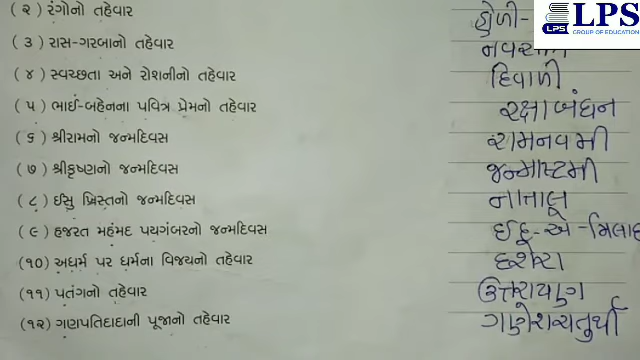 (૨) રંગોનો તહેવાર હોળી-
LPS
GROUP OF EDUCATION
LPS
(૩) રાસ-ગરબાનો તહેવાર
(૪) સ્વચ્છતા અને રોશનીનો તહેવાર દિવાળી
(૫) ભાઈ-બહેનના પવિત્ર પ્રેમનો તહેવાર રક્ષાબંધન
(૬) શ્રીરામનો જન્મદિવસ રામનવમી
(૭) શ્રીકૃષ્ણનો જન્મદિવસ જન્માષ્ટમી
(૮) ઈસુ ખ્રિસ્તનો જન્મદિવસ નાતાલ
(૯) હજરત મહંમદ પયગંબરનો જન્મદિવસ ઈદ-એ-મિલાદ
(૧૦) અધર્મ પર ધર્મના વિજયનો તહેવાર દશેરા
(૧૧) પતંગનો તહેવાર ઉત્તરાયણ
(૧૨) ગણપતિદાદાની પૂજાનો તહેવાર ગણેશચતુર્થી